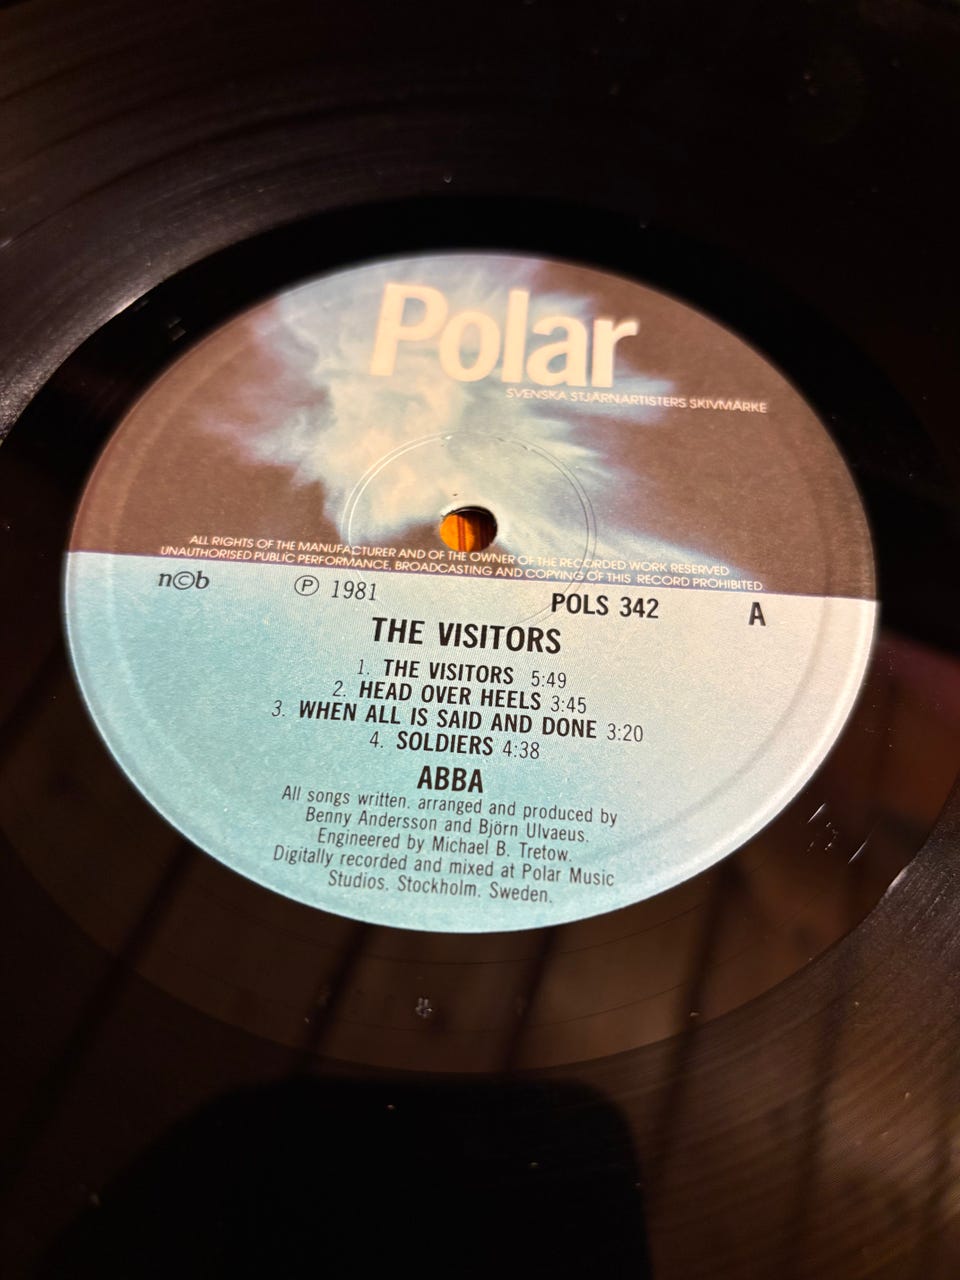 Polar
SVENSKA STJÄRNARTISTERS SKIVMÄRKE
ALL RIGHTS OF THE MANUFACTURER AND OF THE OWNER OF THE RECORDED WORK RESERVED
UNAUTHORISED PUBLIC PERFORMANCE, BROADCASTING AND COPYING OF THIS RECORD PROHIBITED
n©b
℗ 1981
POLS 342
A
THE VISITORS
1. THE VISITORS 5:49
2. HEAD OVER HEELS 3:45
3. WHEN ALL IS SAID AND DONE 3:20
4. SOLDIERS 4:38
ABBA
All songs written, arranged and produced by
Benny Andersson and Björn Ulvaeus.
Engineered by Michael B. Tretow.
Digitally recorded and mixed at Polar Music
Studios, Stockholm, Sweden.